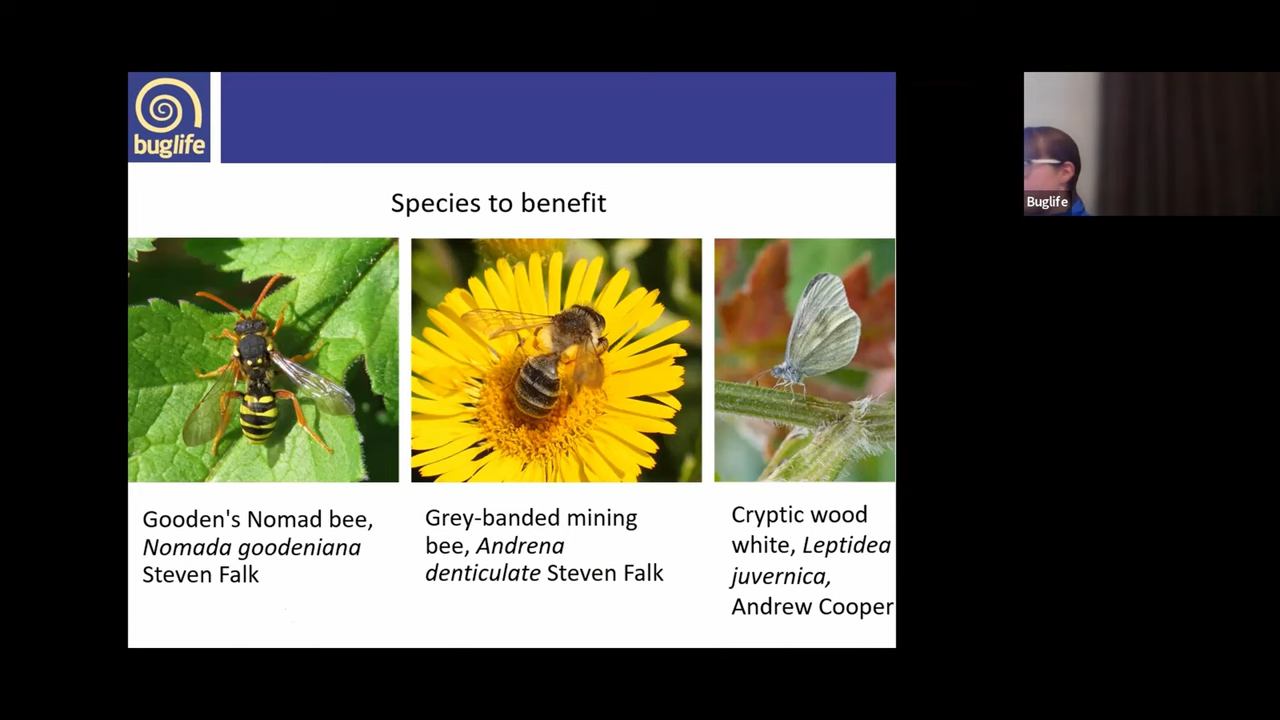 buglife
Species to benefit
Gooden's Nomad bee,
Nomada goodeniana
Steven Falk
Grey-banded mining
bee, Andrena
denticulate Steven Falk
Cryptic wood
white, Leptidea
juvernica,
Andrew Cooper
Buglife